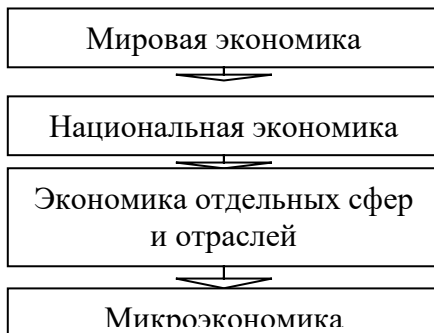 Мировая экономика
Национальная экономика
Экономика отдельных сфер
и отраслей
Микроэкономика